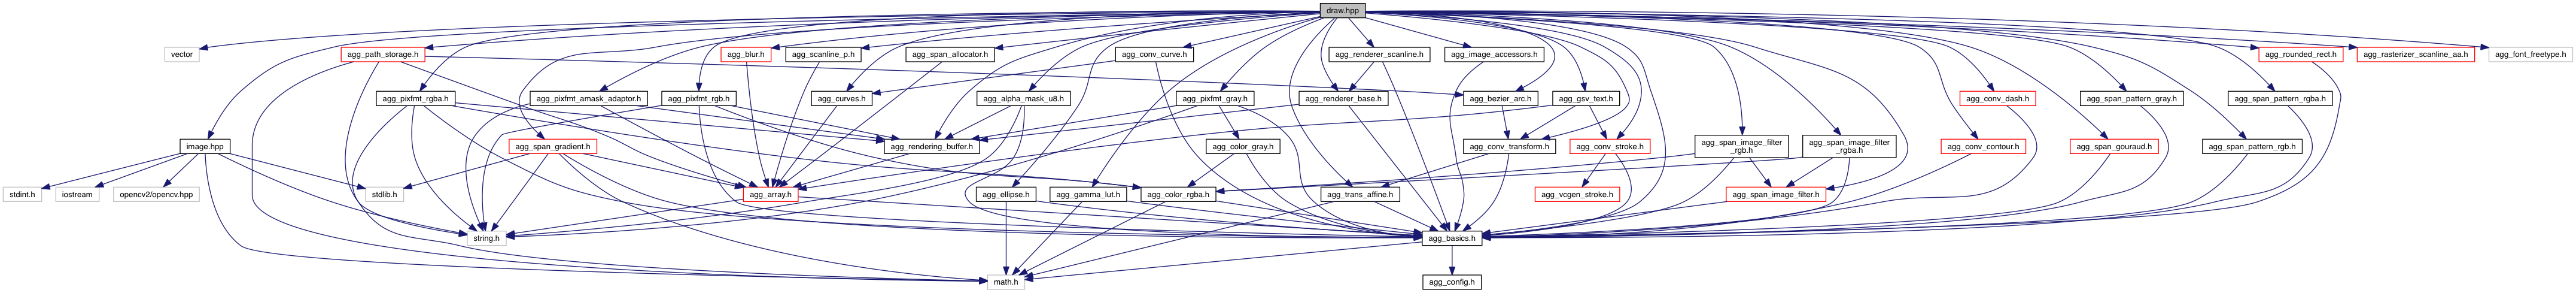 draw.hpp
vector
agg_path_storage.h
agg_blur.h
agg_scanline_p.h
agg_span_allocator.h
agg_conv_curve.h
agg_renderer_scanline.h
agg_image_accessors.h
agg_rounded_rect.h
agg_rasterizer_scanline_aa.h
agg_font_freetype.h
agg_pixfmt_rgba.h
agg_pixfmt_amask_adaptor.h
agg_pixfmt_rgb.h
agg_curves.h
agg_alpha_mask_u8.h
agg_pixfmt_gray.h
agg_renderer_base.h
agg_bezier_arc.h
agg_gsv_text.h
agg_conv_dash.h
agg_span_pattern_gray.h
agg_span_pattern_rgba.h
image.hpp
agg_span_gradient.h
agg_rendering_buffer.h
agg_color_gray.h
agg_conv_transform.h
agg_conv_stroke.h
agg_span_image_filter
_rgb.h
agg_span_image_filter
_rgba.h
agg_conv_contour.h
agg_span_gouraud.h
agg_span_pattern_rgb.h
stdint.h
iostream
opencv2/opencv.hpp
stdlib.h
agg_array.h
agg_ellipse.h
agg_gamma_lut.h
agg_color_rgba.h
agg_trans_affine.h
agg_vcgen_stroke.h
agg_span_image_filter.h
string.h
agg_basics.h
math.h
agg_config.h